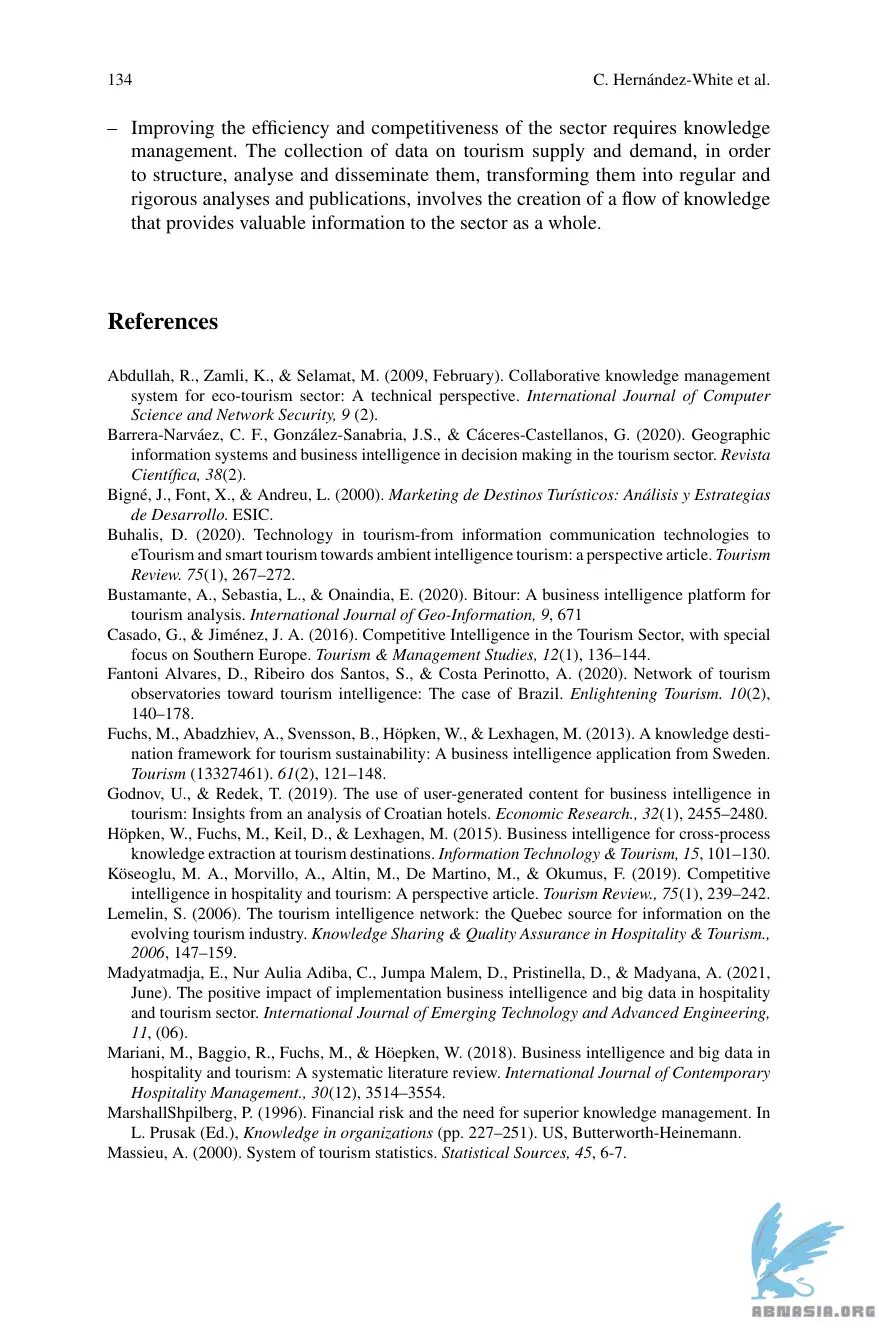 134 C. Hernández-White et al.
– Improving the efficiency and competitiveness of the sector requires knowledge
management. The collection of data on tourism supply and demand, in order
to structure, analyse and disseminate them, transforming them into regular and
rigorous analyses and publications, involves the creation of a flow of knowledge
that provides valuable information to the sector as a whole.
References
Abdullah, R., Zamli, K., & Selamat, M. (2009, February). Collaborative knowledge management
system for eco-tourism sector: A technical perspective. International Journal of Computer
Science and Network Security, 9 (2).
Barrera-Narváez, C. F., González-Sanabria, J.S., & Cáceres-Castellanos, G. (2020). Geographic
information systems and business intelligence in decision making in the tourism sector. Revista
Científica, 38(2).
Bigné, J., Font, X., & Andreu, L. (2000). Marketing de Destinos Turísticos: Análisis y Estrategias
de Desarrollo. ESIC.
Buhalis, D. (2020). Technology in tourism-from information communication technologies to
eTourism and smart tourism towards ambient intelligence tourism: a perspective article. Tourism
Review. 75(1), 267–272.
Bustamante, A., Sebastia, L., & Onaindia, E. (2020). Bitour: A business intelligence platform for
tourism analysis. International Journal of Geo-Information, 9, 671
Casado, G., & Jiménez, J. A. (2016). Competitive Intelligence in the Tourism Sector, with special
focus on Southern Europe. Tourism & Management Studies, 12(1), 136–144.
Fantoni Alvares, D., Ribeiro dos Santos, S., & Costa Perinotto, A. (2020). Network of tourism
observatories toward tourism intelligence: The case of Brazil. Enlightening Tourism. 10(2),
140–178.
Fuchs, M., Abadzhiev, A., Svensson, B., Höpken, W., & Lexhagen, M. (2013). A knowledge desti-
nation framework for tourism sustainability: A business intelligence application from Sweden.
Tourism (13327461). 61(2), 121–148.
Godnov, U., & Redek, T. (2019). The use of user-generated content for business intelligence in
tourism: Insights from an analysis of Croatian hotels. Economic Research., 32(1), 2455–2480.
Höpken, W., Fuchs, M., Keil, D., & Lexhagen, M. (2015). Business intelligence for cross-process
knowledge extraction at tourism destinations. Information Technology & Tourism, 15, 101–130.
Köseoglu, M. A., Morvillo, A., Altin, M., De Martino, M., & Okumus, F. (2019). Competitive
intelligence in hospitality and tourism: A perspective article. Tourism Review., 75(1), 239–242.
Lemelin, S. (2006). The tourism intelligence network: the Quebec source for information on the
evolving tourism industry. Knowledge Sharing & Quality Assurance in Hospitality & Tourism.,
2006, 147–159.
Madyatmadja, E., Nur Aulia Adiba, C., Jumpa Malem, D., Pristinella, D., & Madyana, A. (2021,
June). The positive impact of implementation business intelligence and big data in hospitality
and tourism sector. International Journal of Emerging Technology and Advanced Engineering,
11, (06).
Mariani, M., Baggio, R., Fuchs, M., & Höepken, W. (2018). Business intelligence and big data in
hospitality and tourism: A systematic literature review. International Journal of Contemporary
Hospitality Management., 30(12), 3514–3554.
MarshallShpilberg, P. (1996). Financial risk and the need for superior knowledge management. In
L. Prusak (Ed.), Knowledge in organizations (pp. 227–251). US, Butterworth-Heinemann.
Massieu, A. (2000). System of tourism statistics. Statistical Sources, 45, 6-7.
ABNASIA.ORG